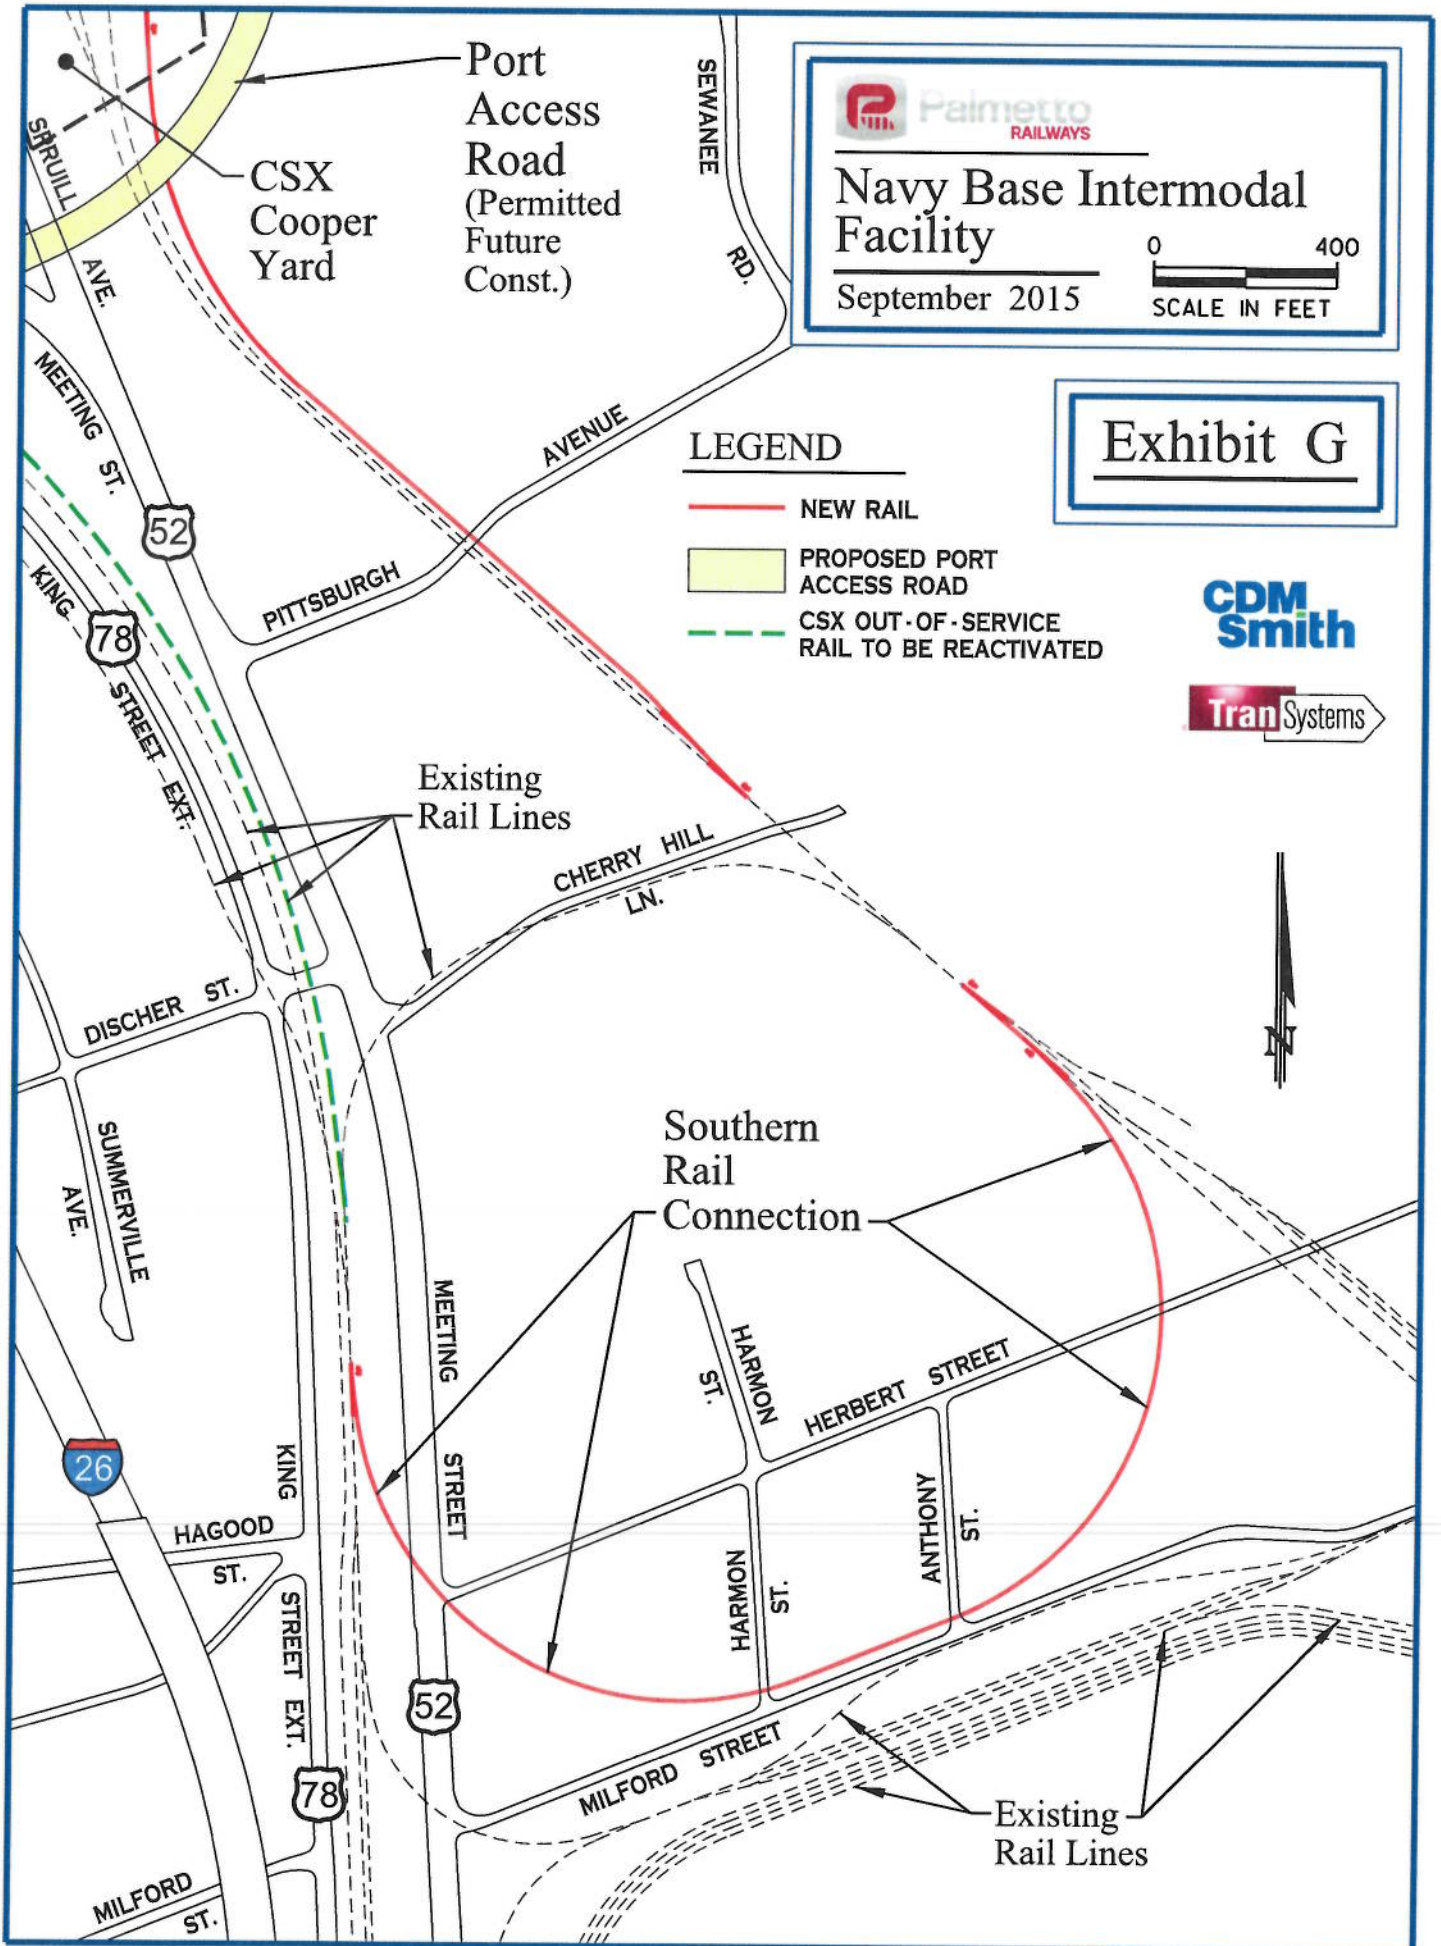 Port
Access
Road
(Permitted
Future
Const.)
CSX
Cooper
Yard
SPRUILL
AVE.
SEWANEE
RD.
Palmetto
RAILWAYS
Navy Base Intermodal
Facility
September 2015
0 400
SCALE IN FEET
Exhibit G
LEGEND
NEW RAIL
PROPOSED PORT
ACCESS ROAD
CSX OUT-OF-SERVICE
RAIL TO BE REACTIVATED
CDM
Smith
TranSystems
MEETING ST.
52
PITTSBURGH
AVENUE
KING
78
STREET EXT.
Existing
Rail Lines
CHERRY HILL
LN.
N
DISCHER ST.
SUMMERVILLE
AVE.
Southern
Rail
Connection
MEETING
STREET
HARMON
ST.
HERBERT STREET
26
KING
HAGOOD
ST.
STREET EXT.
ANTHONY
ST.
HARMON
ST.
52
78
MILFORD STREET
Existing
Rail Lines
MILFORD
ST.